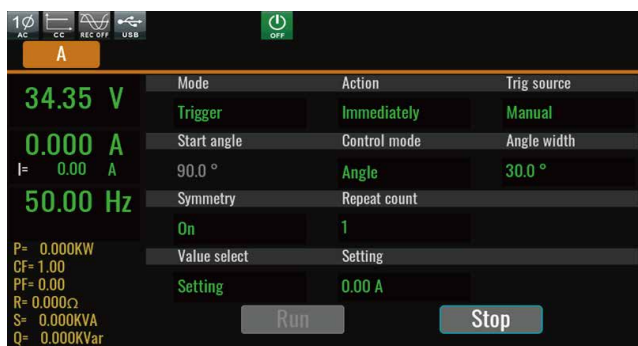 1Ø
AC
CC
REC OFF
USB
OFF
A
34.35 V
0.000 A
I= 0.00 A
50.00 Hz
P= 0.000KW
CF= 1.00
PF= 0.00
R= 0.000Ω
S= 0.000KVA
Q= 0.000KVar
Mode Action Trig source
Trigger Immediately Manual
Start angle Control mode Angle width
90.0 ° Angle 30.0 °
Symmetry Repeat count
On 1
Value select Setting
Setting 0.00 A
Run Stop